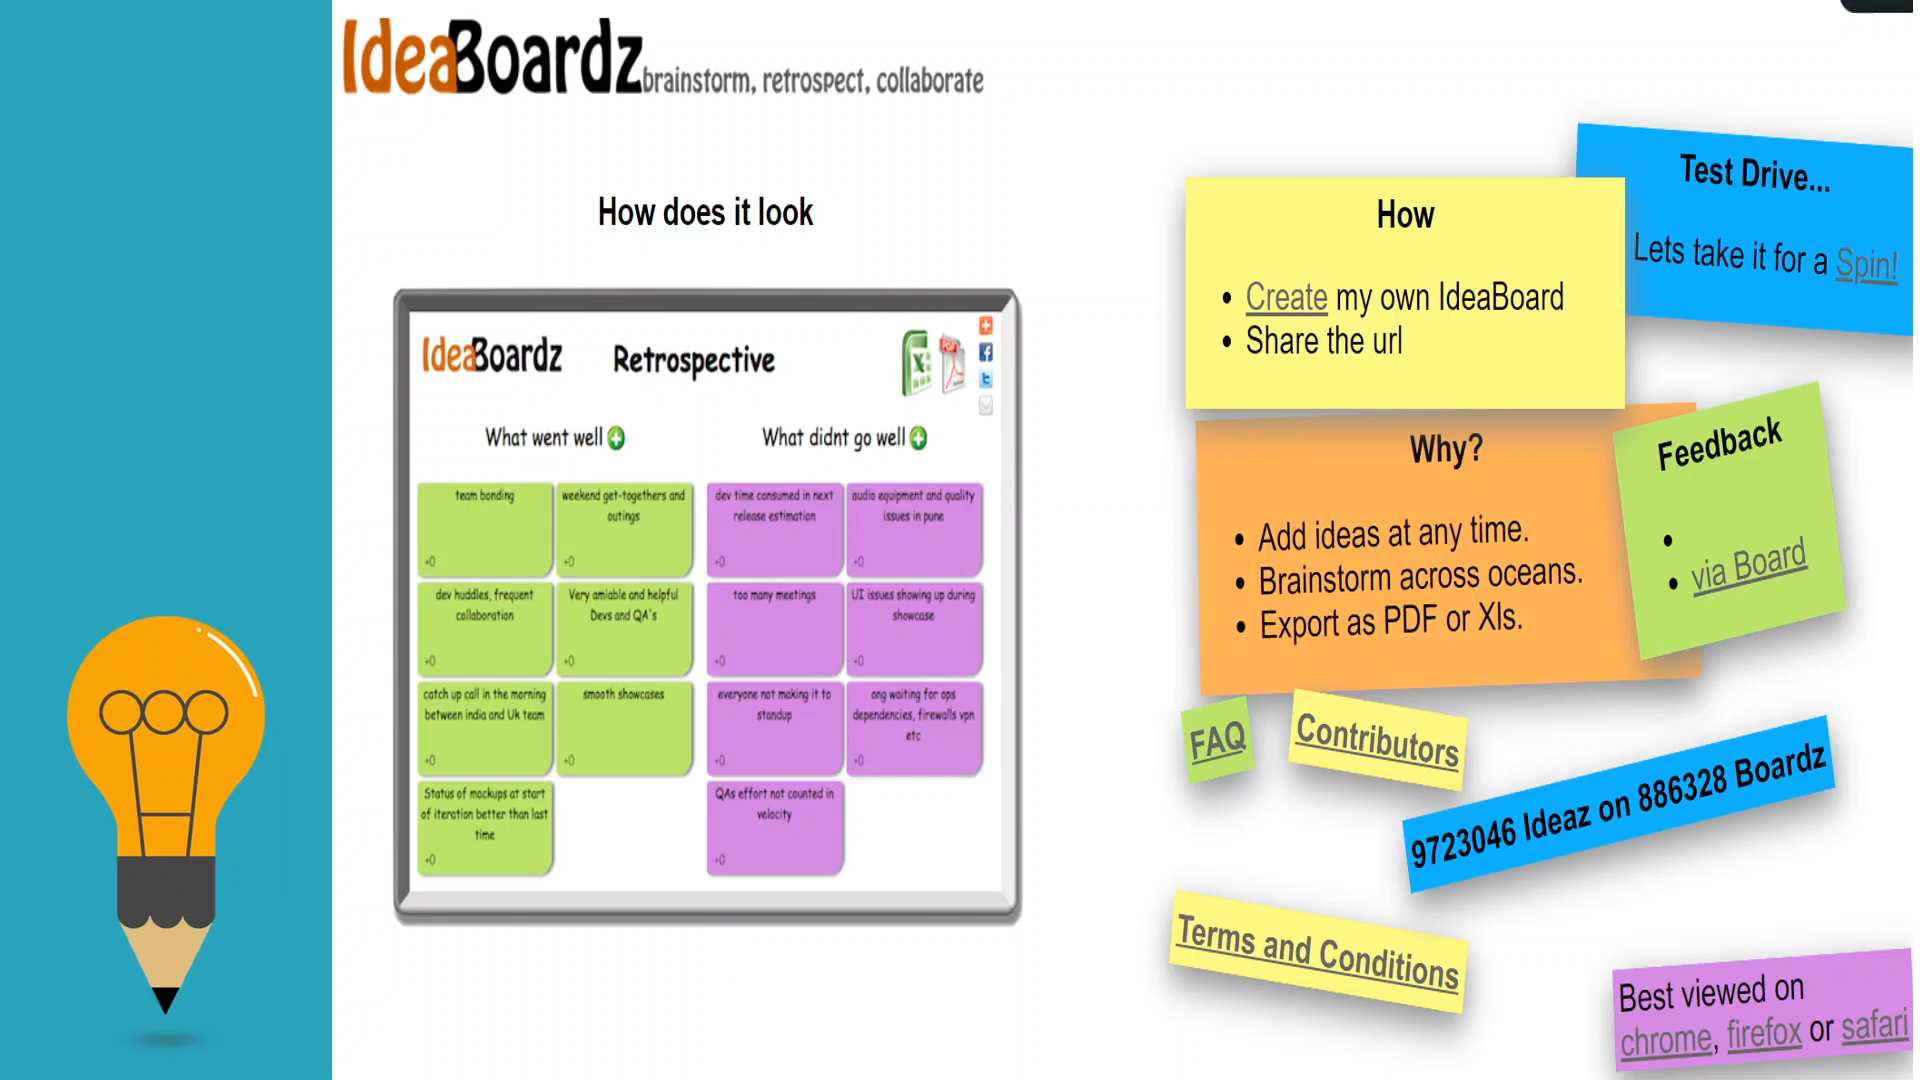 IdeaBoardz brainstorm, retrospect, collaborate
How does it look
IdeaBoardz Retrospective
PDF
What went well
What didnt go well
team bonding
+0
weekend get-togethers and
outings
+0
dev time consumed in next
release estimation
+0
audio equipment and quality
issues in pune
+0
dev huddles, frequent
collaboration
+0
Very amiable and helpful
Devs and QA's
+0
too many meetings
+0
UI issues showing up during
showcase
+0
catch up call in the morning
between india and Uk team
+0
smooth showcases
+0
everyone not making it to
standup
+0
ong waiting for ops
dependencies, firewalls vpn
etc
+0
Status of mockups at start
of iteration better than last
time
+0
QAs effort not counted in
velocity
+0
How
• Create my own IdeaBoard
• Share the url
Test Drive...
Lets take it for a Spin!
Why?
• Add ideas at any time.
• Brainstorm across oceans.
• Export as PDF or Xls.
Feedback
•
• via Board
FAQ
Contributors
9723046 Ideaz on 886328 Boardz
Terms and Conditions
Best viewed on
chrome, firefox or safari